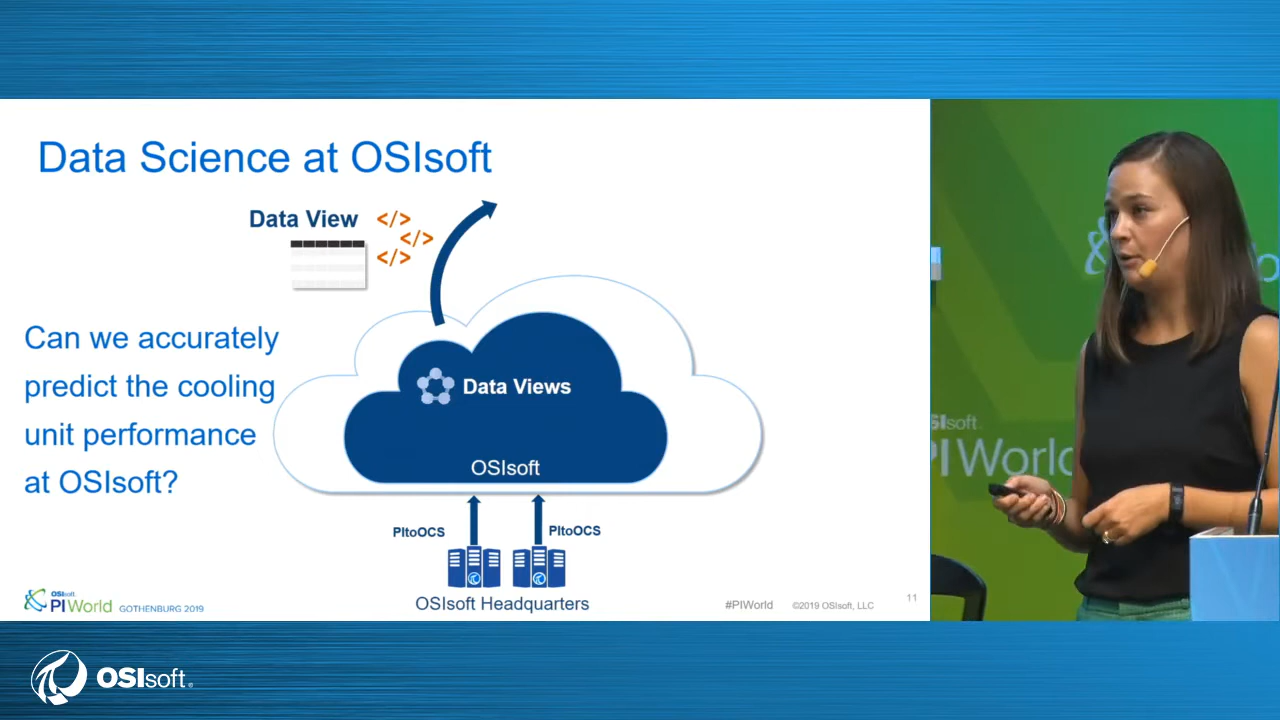 Data Science at OSIsoft
Data View
</>
</>
</>
Can we accurately
predict the cooling
unit performance
at OSIsoft?
Data Views
OSIsoft
PItoOCS
PItoOCS
OSIsoft Headquarters
OSIsoft.
PI World GOTHENBURG 2019
#PIWorld
©2019 OSIsoft, LLC
11
SIsoft.
PI World
OSIsoft®